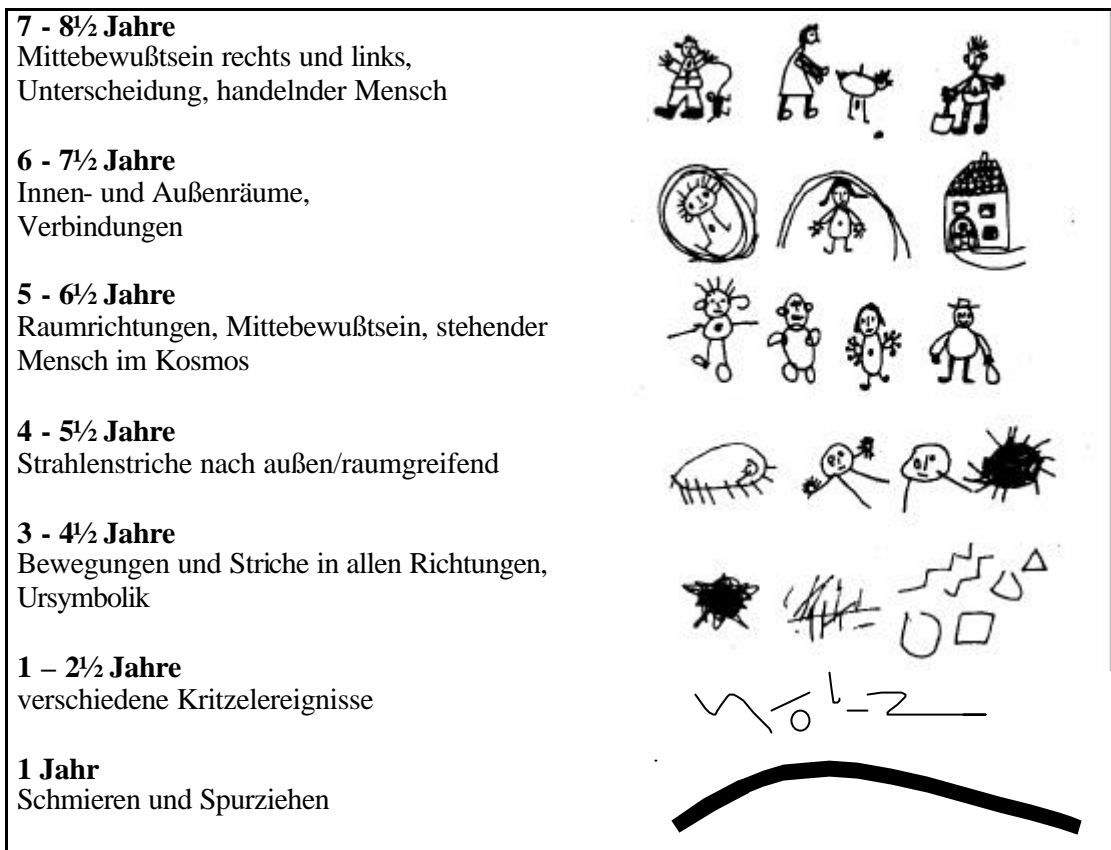 7 - 8½ Jahre
Mittebewußtsein rechts und links,
Unterscheidung, handelnder Mensch
6 - 7½ Jahre
Innen- und Außenräume,
Verbindungen
5 - 6½ Jahre
Raumrichtungen, Mittebewußtsein, stehender
Mensch im Kosmos
4 - 5½ Jahre
Strahlenstriche nach außen/raumgreifend
3 - 4½ Jahre
Bewegungen und Striche in allen Richtungen,
Ursymbolik
1 – 2½ Jahre
verschiedene Kritzelereignisse
1 Jahr
Schmieren und Spurziehen